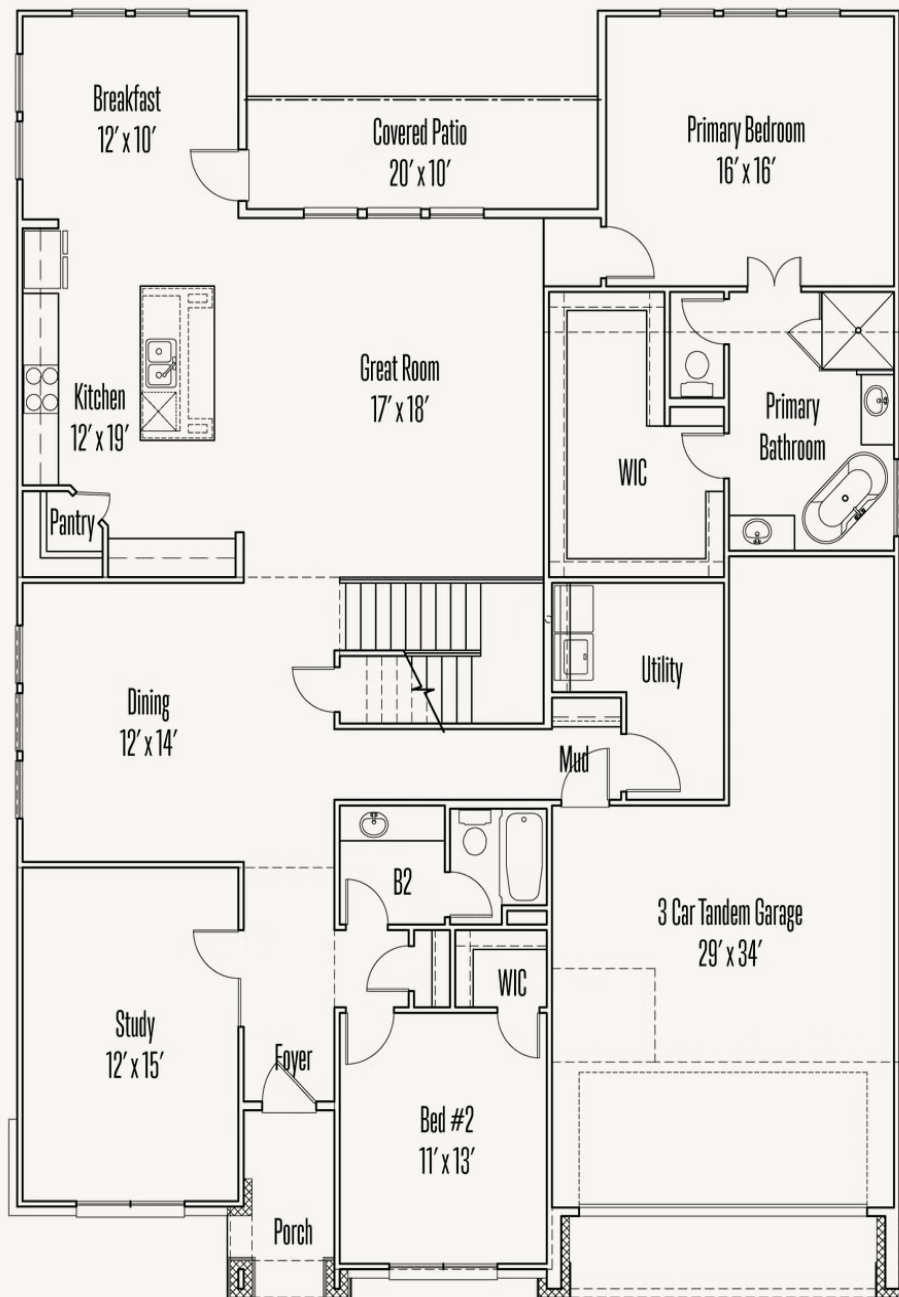 Breakfast
12' x 10'
Covered Patio
20' x 10'
Primary Bedroom
16' x 16'
Great Room
17' x 18'
Kitchen
12' x 19'
Primary
Bathroom
WIC
Pantry
Dining
12' x 14'
Utility
Mud
B2
3 Car Tandem Garage
29' x 34'
WIC
Study
12' x 15'
Foyer
Bed #2
11' x 13'
Porch